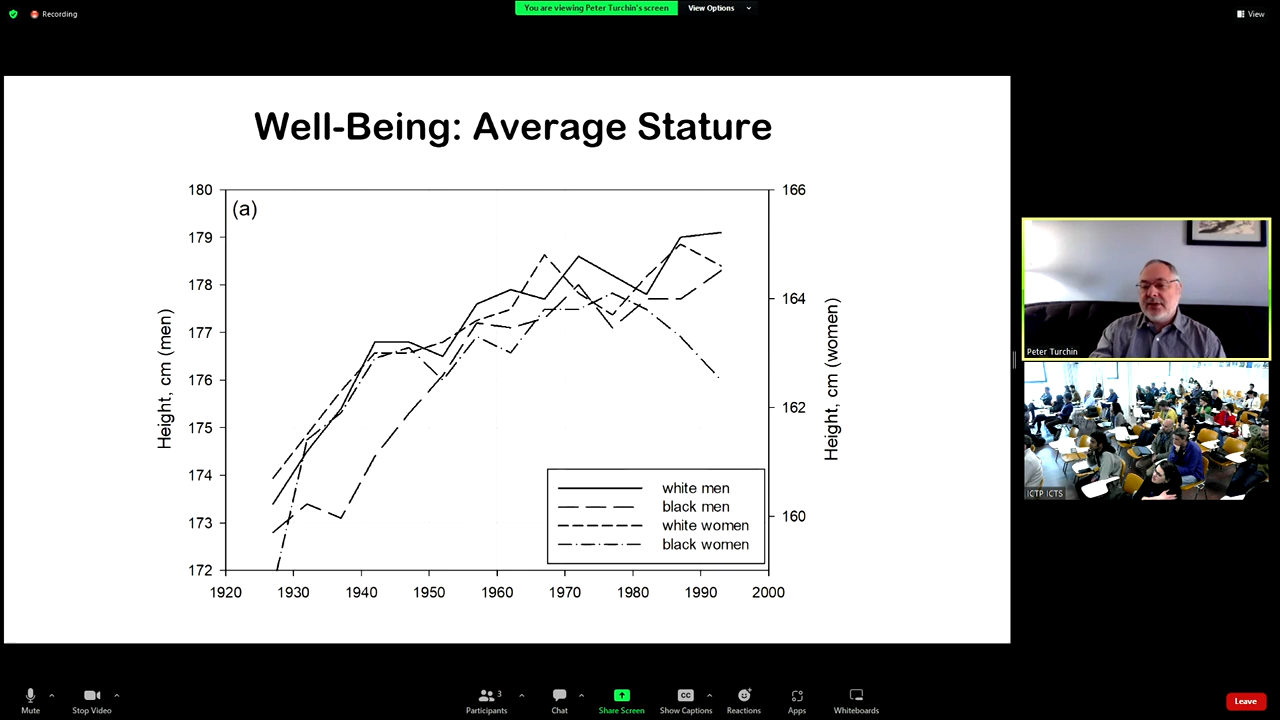 Recording
You are viewing Peter Turchin's screen
View Options
View
Well-Being: Average Stature
(a)
180
179
178
177
176
175
174
173
172
Height, cm (men)
166
164
162
160
Height, cm (women)
white men
black men
white women
black women
1920 1930 1940 1950 1960 1970 1980 1990 2000
Peter Turchin
ICTP ICTS
Mute
Stop Video
Participants
3
Chat
Share Screen
CC
Show Captions
Reactions
Apps
Whiteboards
Leave